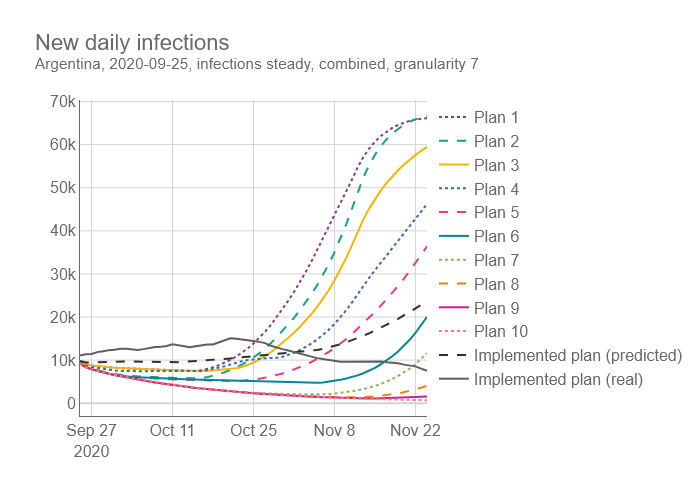 New daily infections
Argentina, 2020-09-25, infections steady, combined, granularity 7
70k
60k
50k
40k
30k
20k
10k
0
Sep 27
2020
Oct 11
Oct 25
Nov 8
Nov 22
Plan 1
Plan 2
Plan 3
Plan 4
Plan 5
Plan 6
Plan 7
Plan 8
Plan 9
Plan 10
Implemented plan (predicted)
Implemented plan (real)